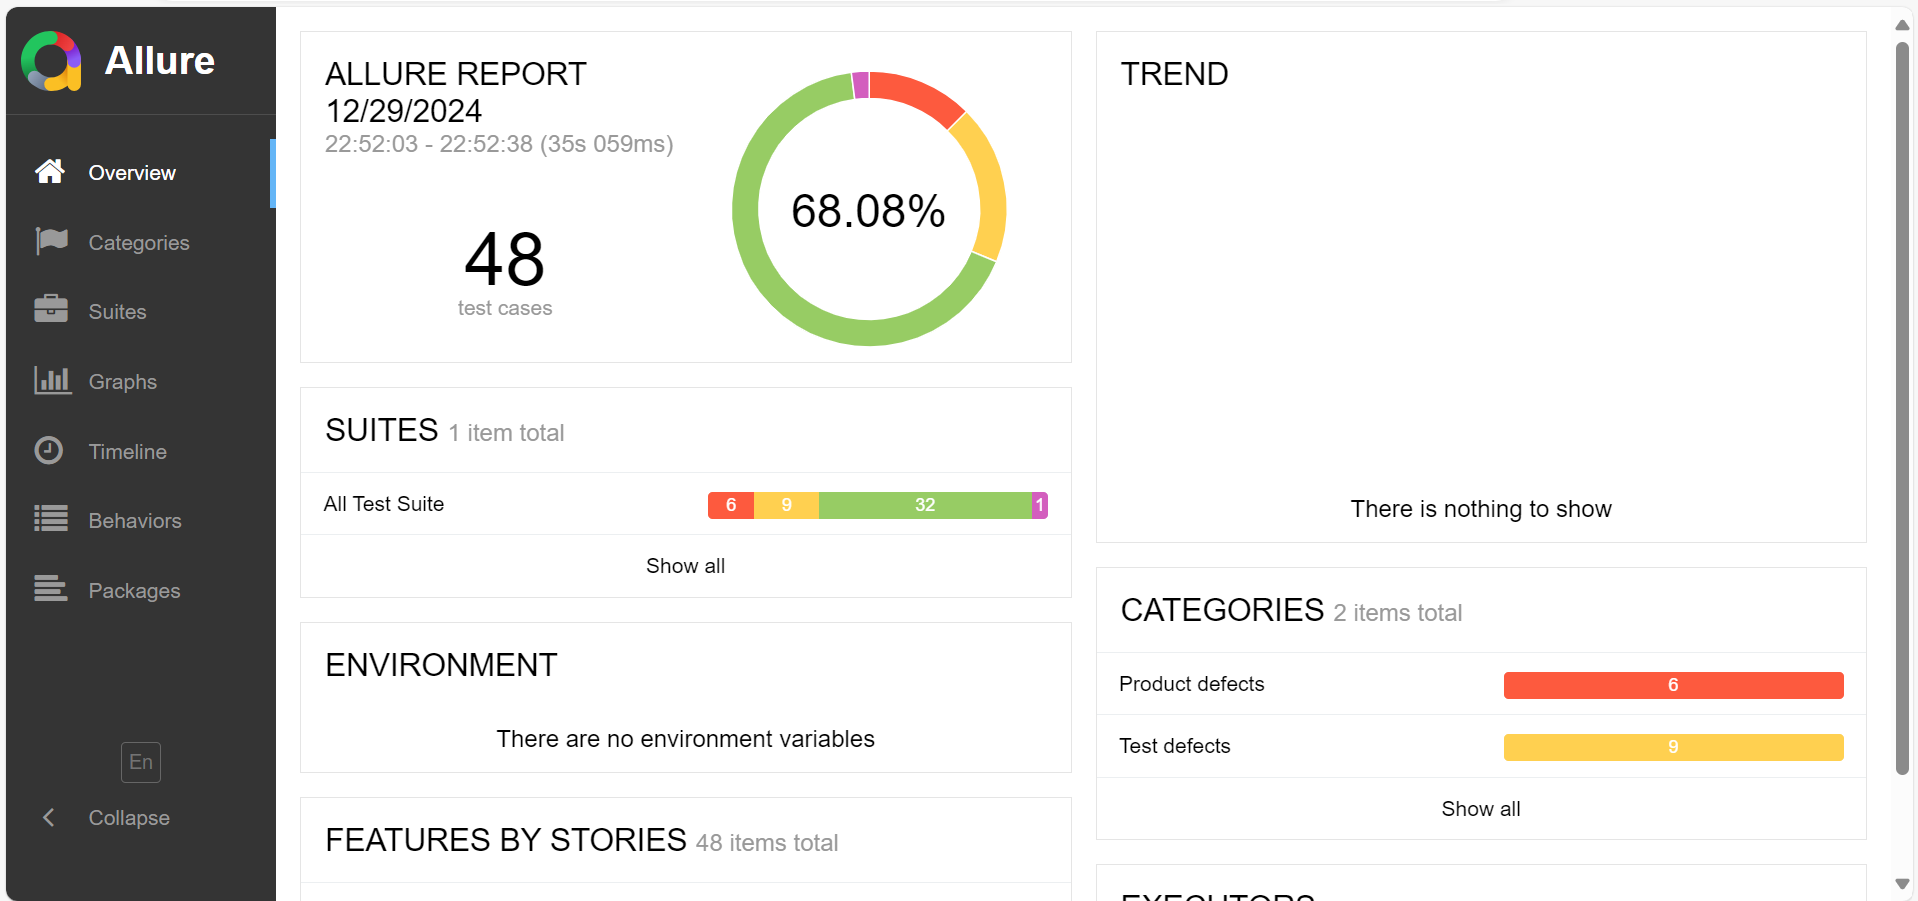 Allure
Overview
Categories
Suites
Graphs
Timeline
Behaviors
Packages
En
Collapse
ALLURE REPORT
12/29/2024
22:52:03 - 22:52:38 (35s 059ms)
48
test cases
68.08%
SUITES 1 item total
All Test Suite 6 9 32 1
Show all
ENVIRONMENT
There are no environment variables
FEATURES BY STORIES 48 items total
TREND
There is nothing to show
CATEGORIES 2 items total
Product defects 6
Test defects 9
Show all
EXECUTORS